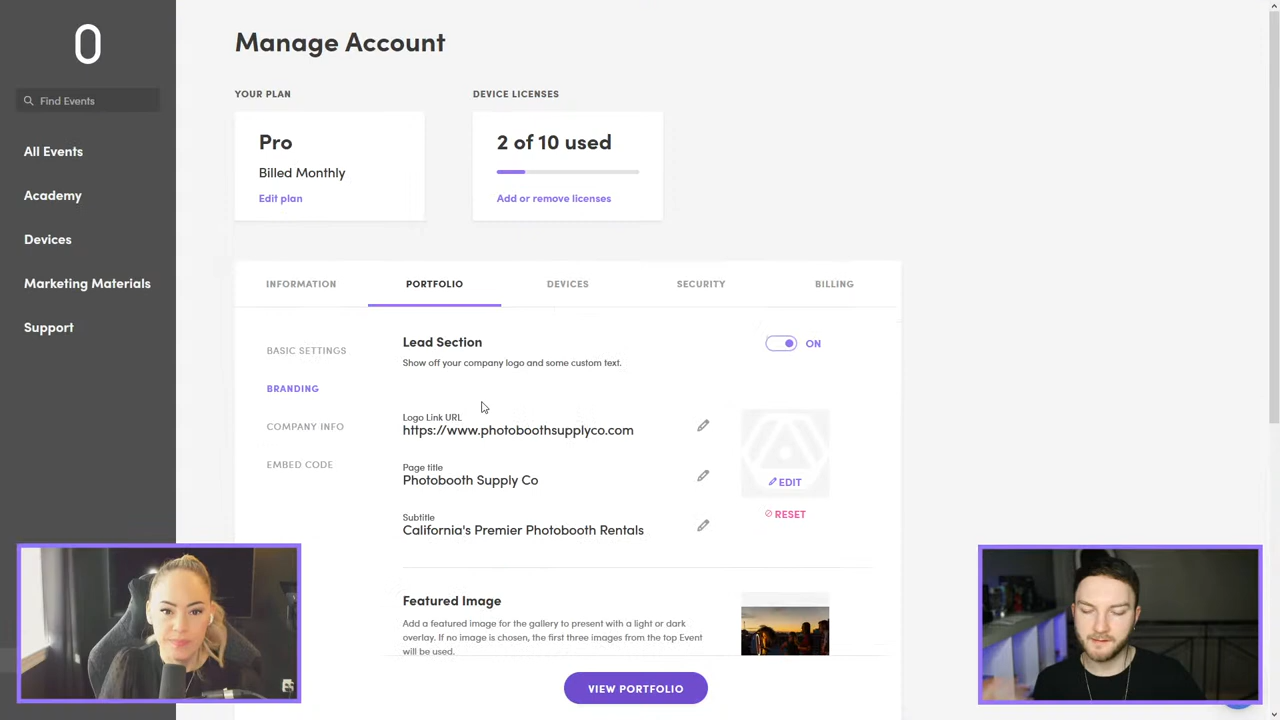 0
Find Events
All Events
Academy
Devices
Marketing Materials
Support
Manage Account
YOUR PLAN
Pro
Billed Monthly
Edit plan
DEVICE LICENSES
2 of 10 used
Add or remove licenses
INFORMATION
PORTFOLIO
DEVICES
SECURITY
BILLING
BASIC SETTINGS
BRANDING
COMPANY INFO
EMBED CODE
Lead Section
Show off your company logo and some custom text.
ON
Logo Link URL
https://www.photoboothsupplyco.com
Page title
Photobooth Supply Co
Subtitle
California's Premier Photobooth Rentals
EDIT
RESET
Featured Image
Add a featured image for the gallery to present with a light or dark
overlay. If no image is chosen, the first three images from the top Event
will be used.
VIEW PORTFOLIO